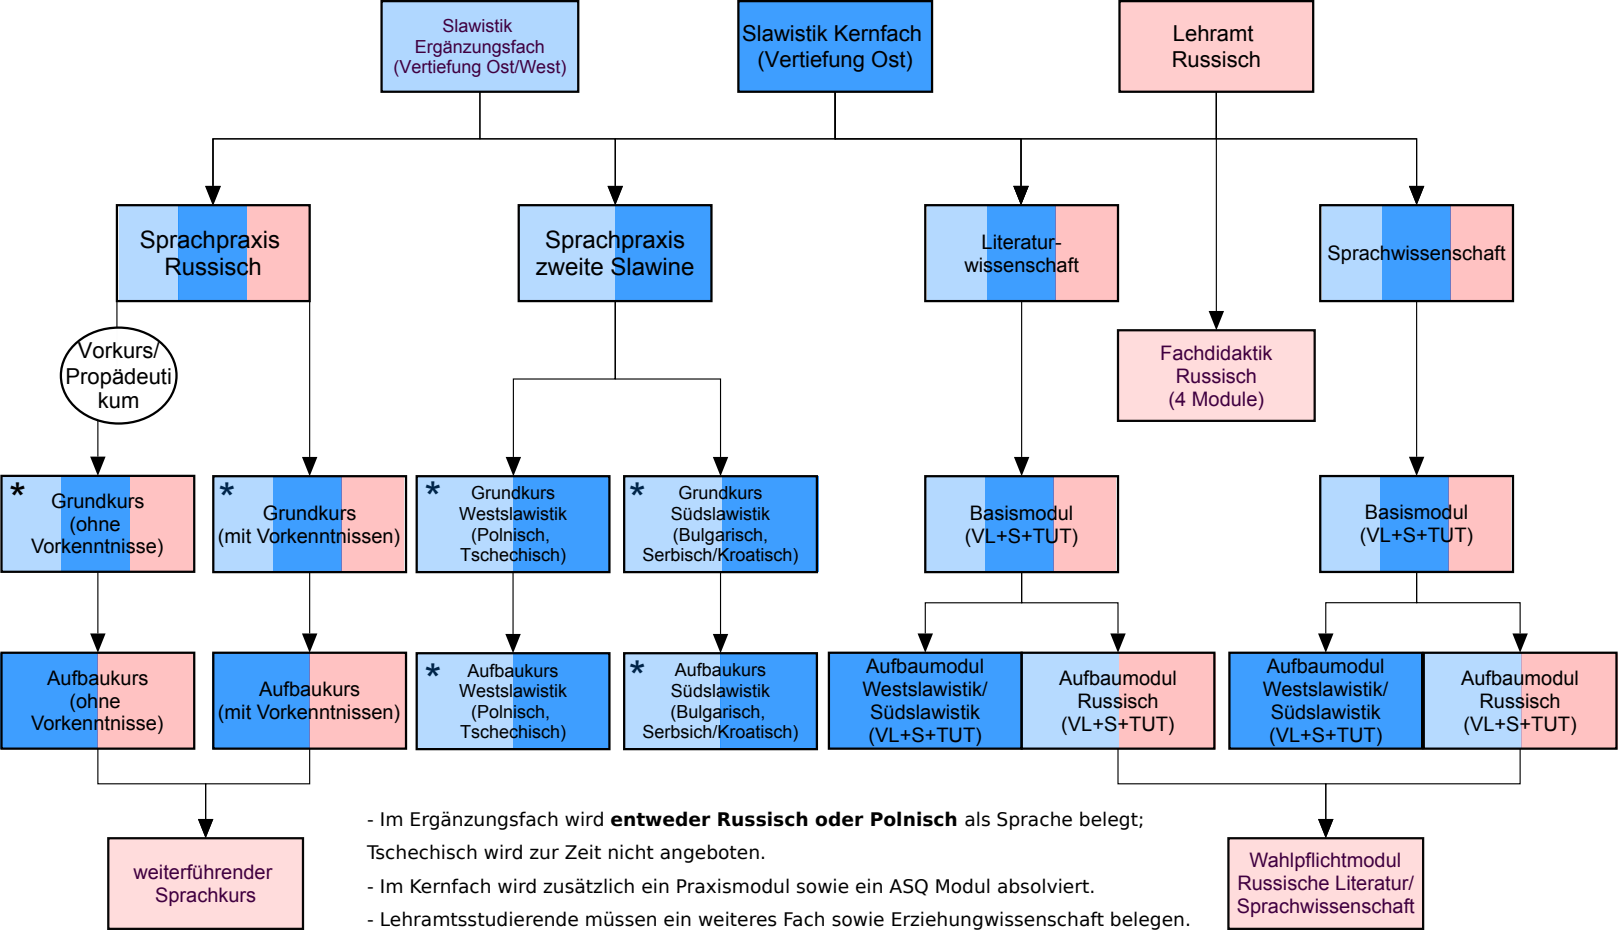 Slawistik
Ergänzungsfach
(Vertiefung Ost/West)
Slawistik Kernfach
(Vertiefung Ost)
Lehramt
Russisch
Sprachpraxis
Russisch
Sprachpraxis
zweite Slawine
Literatur-
wissenschaft
Sprachwissenschaft
Vorkurs/
Propädeuti
kum
Fachdidaktik
Russisch
(4 Module)
*
Grundkurs
(ohne
Vorkenntnisse)
*
Grundkurs
(mit Vorkenntnissen)
*
Grundkurs
Westslawistik
(Polnisch,
Tschechisch)
*
Grundkurs
Südslawistik
(Bulgarisch,
Serbisch/Kroatisch)
Basismodul
(VL+S+TUT)
Basismodul
(VL+S+TUT)
Aufbaukurs
(ohne
Vorkenntnisse)
Aufbaukurs
(mit Vorkenntnissen)
*
Aufbaukurs
Westslawistik
(Polnisch,
Tschechisch)
*
Aufbaukurs
Südslawistik
(Bulgarisch,
Serbsich/Kroatisch)
Aufbaumodul
Westslawistik/
Südslawistik
(VL+S+TUT)
Aufbaumodul
Russisch
(VL+S+TUT)
Aufbaumodul
Westslawistik/
Südslawistik
(VL+S+TUT)
Aufbaumodul
Russisch
(VL+S+TUT)
weiterführender
Sprachkurs
- Im Ergänzungsfach wird entweder Russisch oder Polnisch als Sprache belegt;
Tschechisch wird zur Zeit nicht angeboten.
- Im Kernfach wird zusätzlich ein Praxismodul sowie ein ASQ Modul absolviert.
- Lehramtsstudierende müssen ein weiteres Fach sowie Erziehungwissenschaft belegen.
Wahlpflichtmodul
Russische Literatur/
Sprachwissenschaft